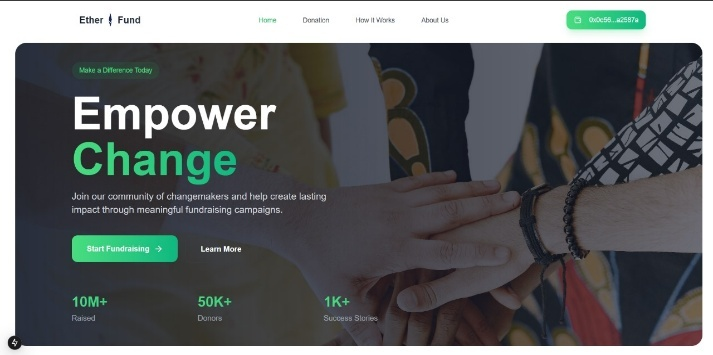 Ether Fund
Home Donation How It Works About Us
0x0c56...a2587a
Make a Difference Today
Empower
Change
Join our community of changemakers and help create lasting
impact through meaningful fundraising campaigns.
Start Fundraising → Learn More
10M+ 50K+ 1K+
Raised Donors Success Stories